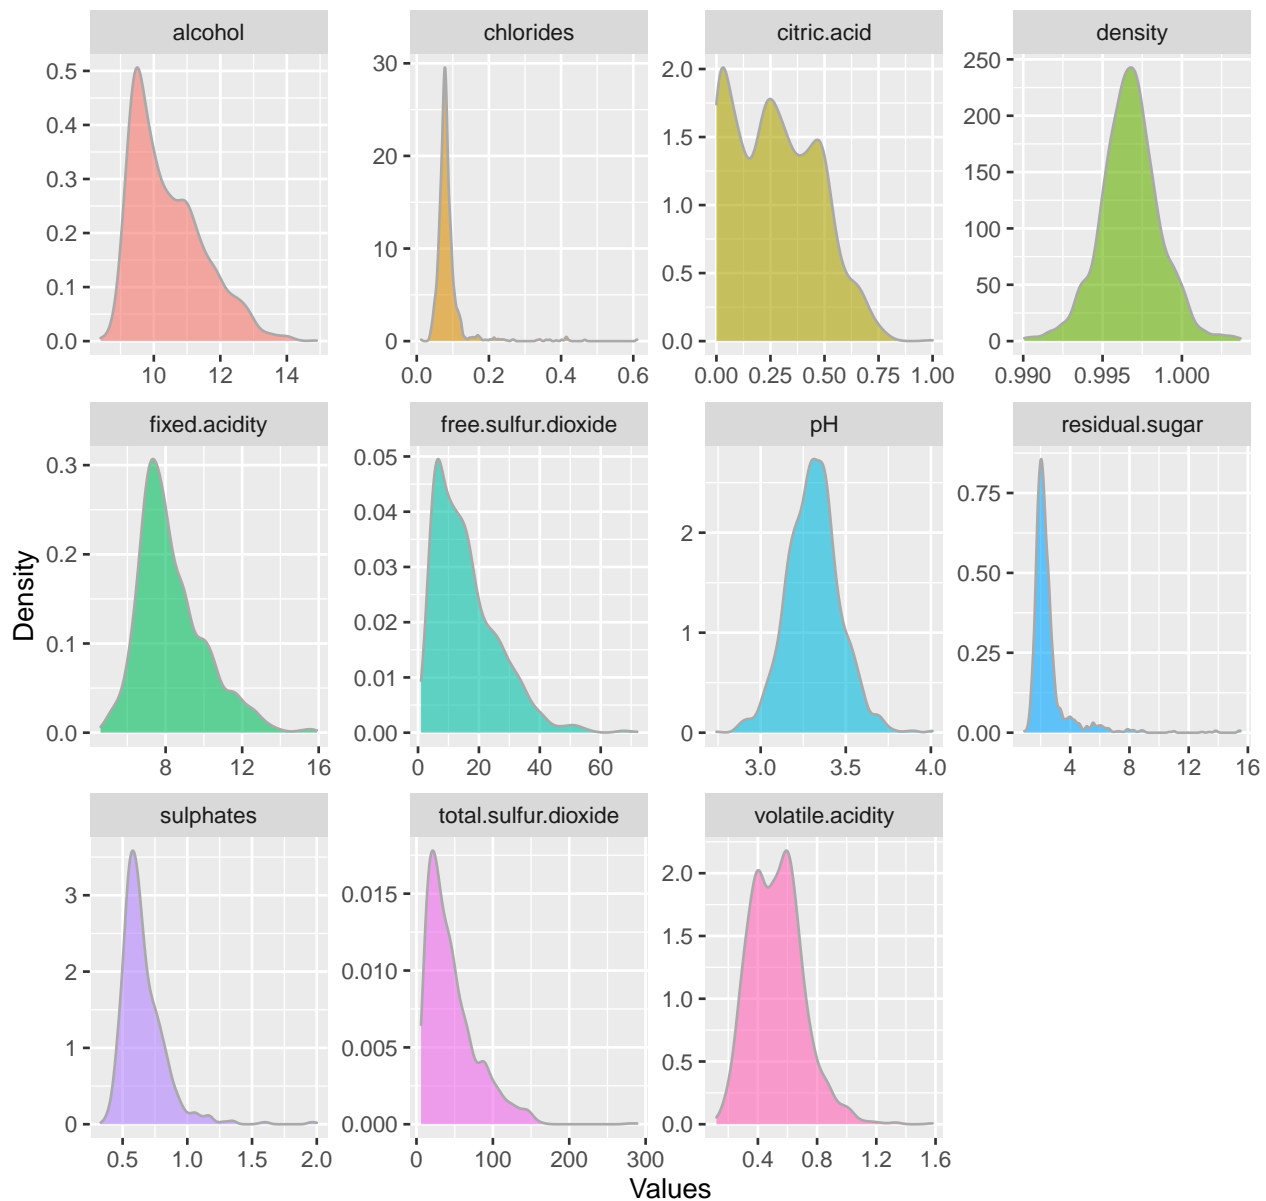 alcohol chlorides citric.acid density
0.5 30 2.0 250
0.4 200
0.3 20 1.5 150
0.2 10 1.0 100
0.1 0.5 50
0.0 0 0.0 0
10 12 14 0.0 0.2 0.4 0.6 0.00 0.25 0.50 0.75 1.00 0.990 0.995 1.000
fixed.acidity free.sulfur.dioxide pH residual.sugar
0.3 0.05
0.04 0.75
0.2 0.03 2 0.50
0.1 0.02 1 0.25
0.01
0.0 0.00 0 0.00
8 12 16 0 20 40 60 3.0 3.5 4.0 4 8 12 16
Density
sulphates total.sulfur.dioxide volatile.acidity
3 0.015 2.0
2 0.010 1.5
1.0
1 0.005 0.5
0 0.000 0.0
0.5 1.0 1.5 2.0 0 100 200 300 0.4 0.8 1.2 1.6
Values